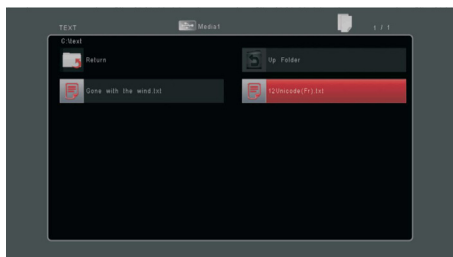 TEXT Media1 1 / 1
C:\text
Return Up Folder
Gone with the wind.txt 12Unicode(Fr).txt